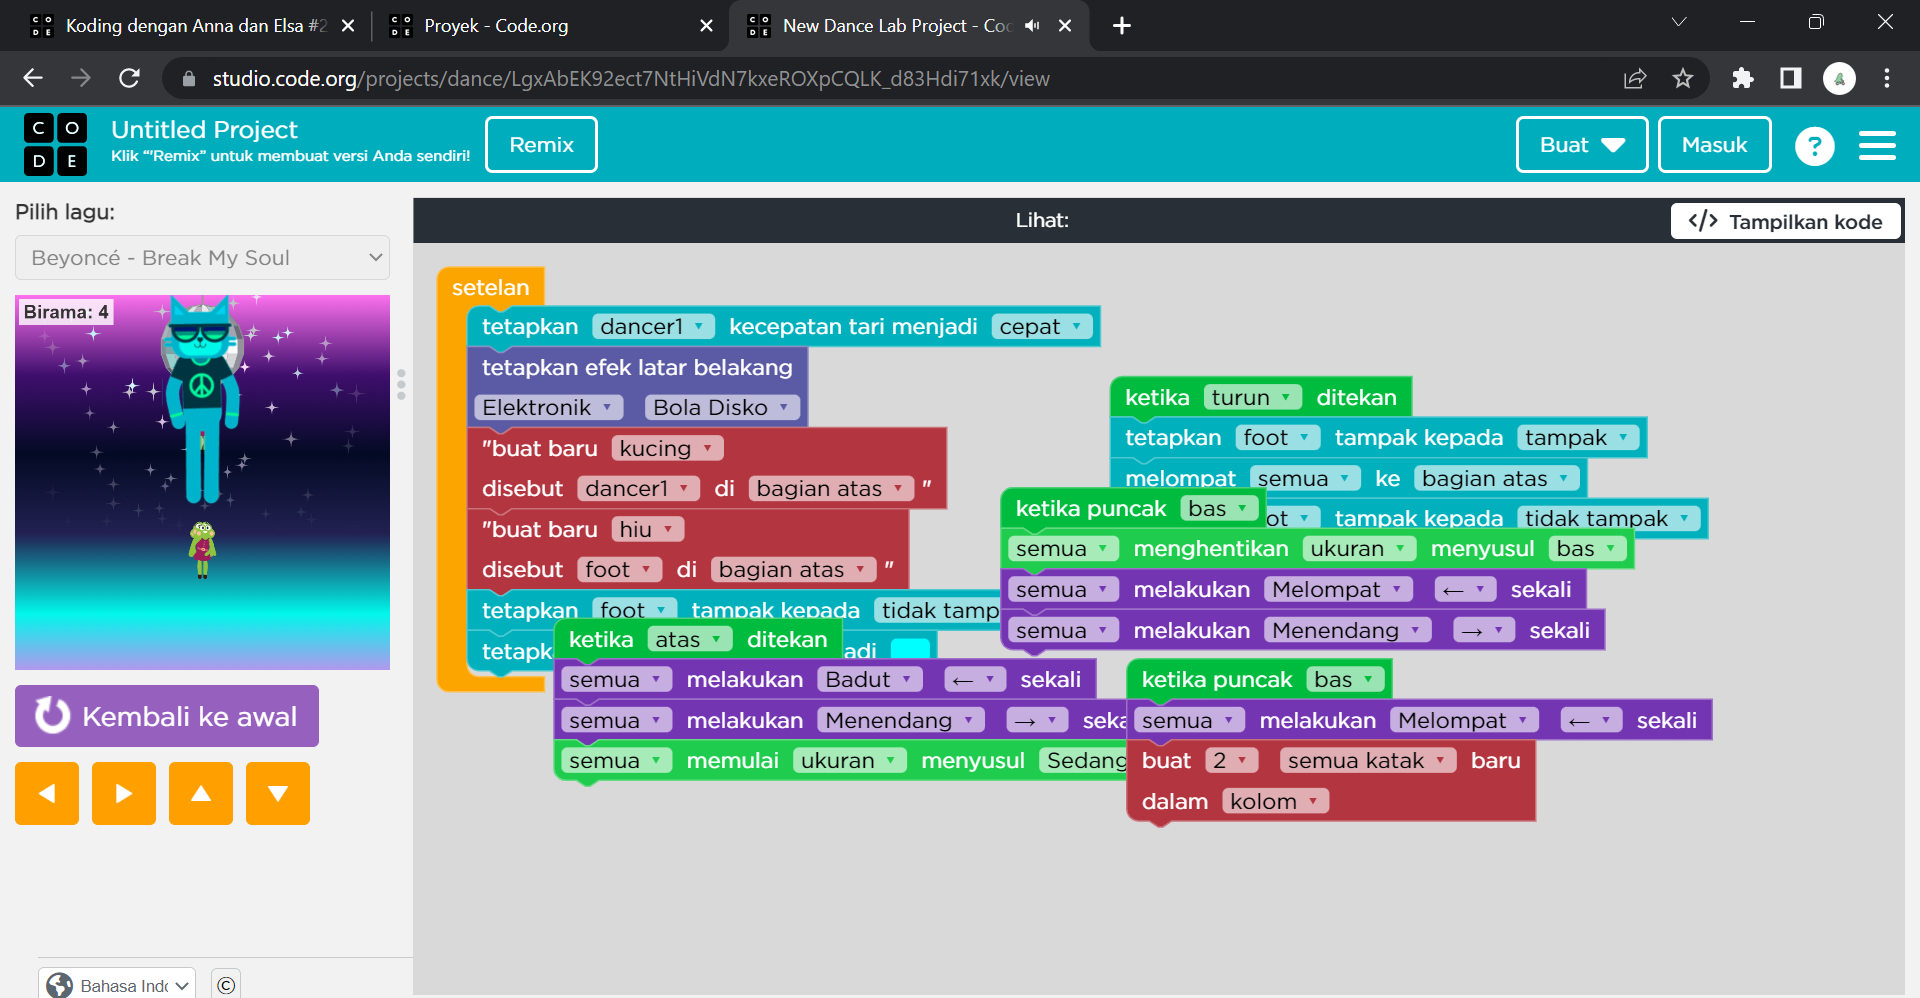 Koding dengan Anna dan Elsa #2
Proyek - Code.org
New Dance Lab Project - Co
studio.code.org/projects/dance/LgxAbEK92ect7NtHiVdN7kxeROXpCQLK_d83Hdi71xk/view
C O D E
Untitled Project
Klik “"Remix” untuk membuat versi Anda sendiri!
Remix
Buat
Masuk
?
Pilih lagu:
Beyoncé - Break My Soul
Birama: 4
Kembali ke awal
Bahasa Ind
©
Lihat:
</> Tampilkan kode
setelan
tetapkan dancer1 kecepatan tari menjadi cepat
tetapkan efek latar belakang
Elektronik Bola Disko
"buat baru kucing
disebut dancer1 di bagian atas "
"buat baru hiu
disebut foot di bagian atas "
tetapkan foot tampak kepada tidak tamp
tetapk adi
ketika atas ditekan
semua melakukan Badut ← sekali
semua melakukan Menendang → seka
semua memulai ukuran menyusul Sedang
ketika turun ditekan
tetapkan foot tampak kepada tampak
melompat semua ke bagian atas
ot tampak kepada tidak tampak
ketika puncak bas
semua menghentikan ukuran menyusul bas
semua melakukan Melompat ← sekali
semua melakukan Menendang → sekali
ketika puncak bas
semua melakukan Melompat ← sekali
buat 2 semua katak baru
dalam kolom